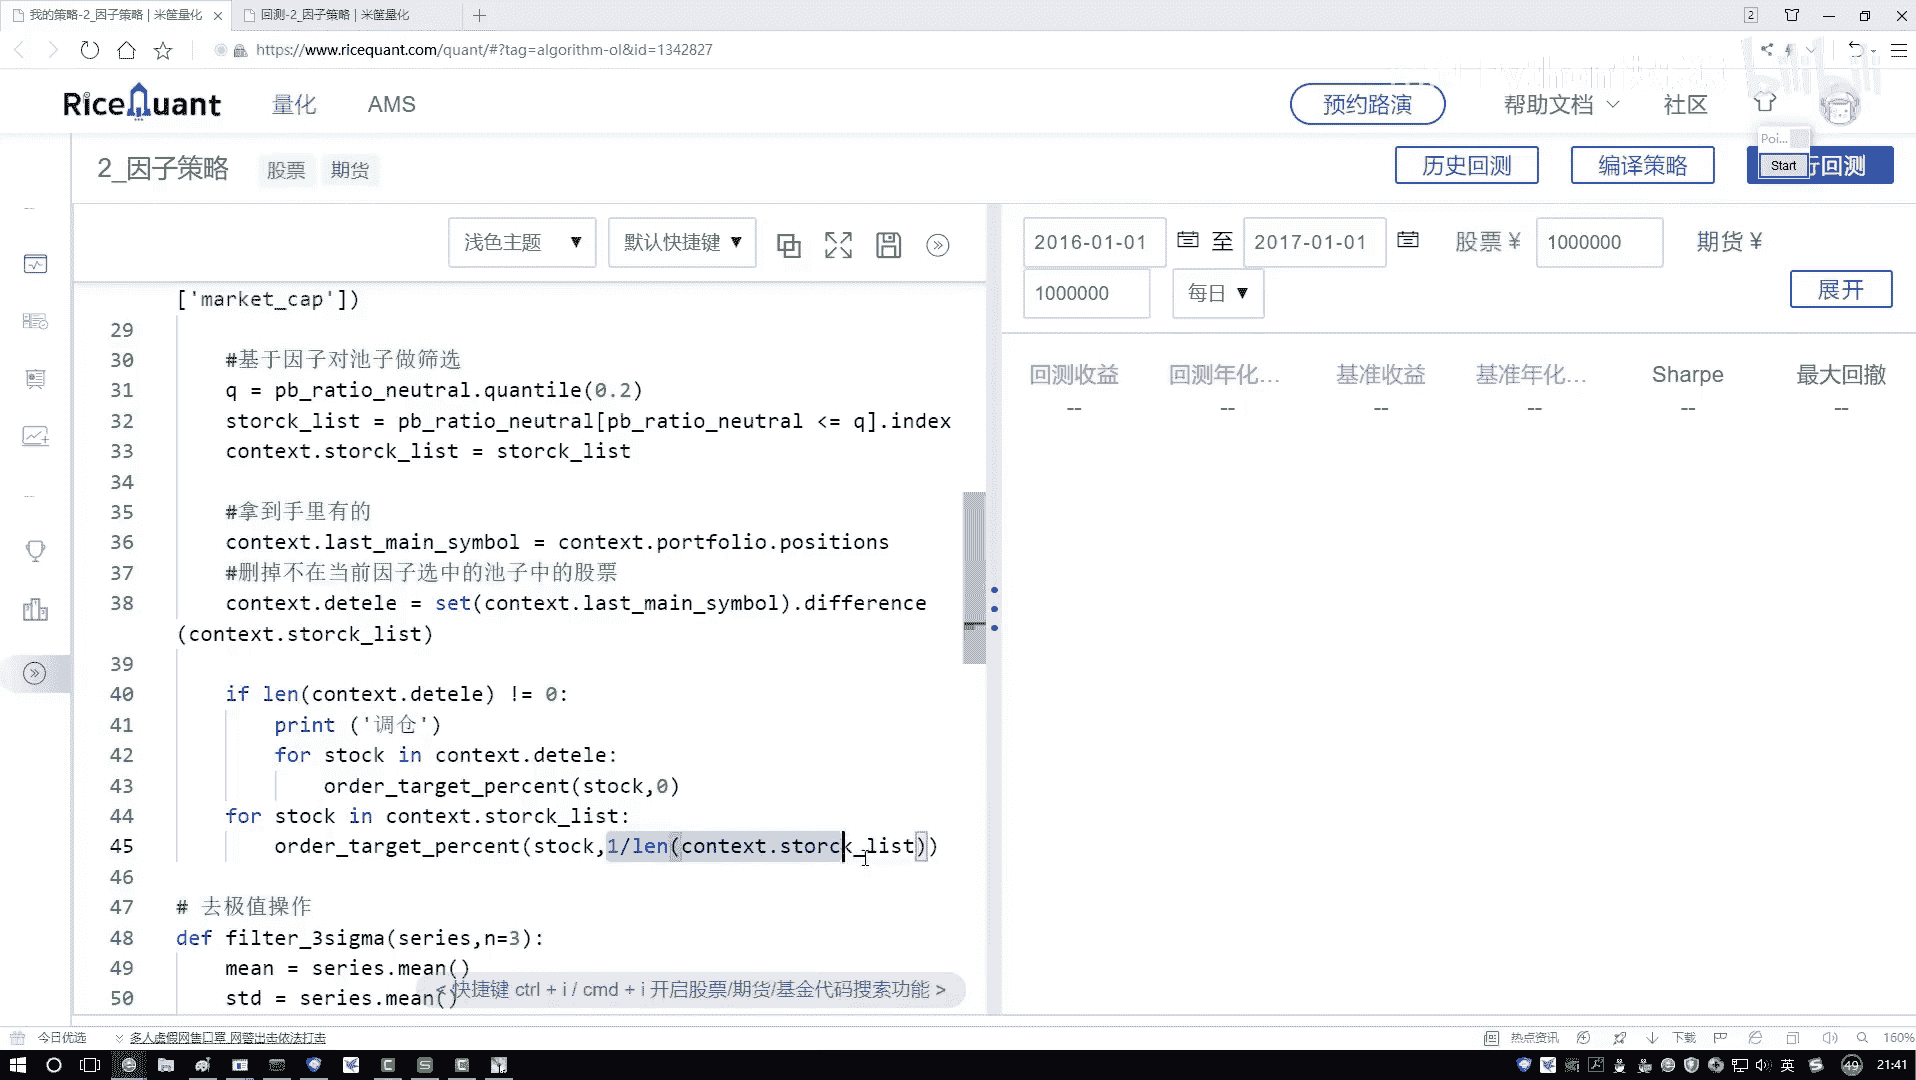 我的策略-2_因子策略 | 米筐量化
回测-2_因子策略 | 米筐量化
2
https://www.ricequant.com/quant/#?tag=algorithm-ol&id=1342827
bilibili
RiceQuant
量化
AMS
预约路演
帮助文档
社区
Poi...
Start
2_因子策略
股票
期货
历史回测
编译策略
行回测
浅色主题 ▼
默认快捷键 ▼
2016-01-01
至
2017-01-01
股票 ¥
1000000
期货 ¥
1000000
每日 ▼
展开
回测收益
回测年化...
基准收益
基准年化...
Sharpe
最大回撤
--
--
--
--
--
--
['market_cap'])
29
30 #基于因子对池子做筛选
31 q = pb_ratio_neutral.quantile(0.2)
32 storck_list = pb_ratio_neutral[pb_ratio_neutral <= q].index
33 context.storck_list = storck_list
34
35 #拿到手里有的
36 context.last_main_symbol = context.portfolio.positions
37 #删掉不在当前因子选中的池子中的股票
38 context.detele = set(context.last_main_symbol).difference
(context.storck_list)
39
40 if len(context.detele) != 0:
41 print ('调仓')
42 for stock in context.detele:
43 order_target_percent(stock,0)
44 for stock in context.storck_list:
45 order_target_percent(stock,1/len(context.storck_list))
46
47 # 去极值操作
48 def filter_3sigma(series,n=3):
49 mean = series.mean()
50 std = series.mean()
< 快捷键 ctrl + i / cmd + i 开启股票/期货/基金代码搜索功能 >
今日优选
多人虚假网售口罩 网警出击依法打击
热点资讯
下载
160%
英
49
21:41